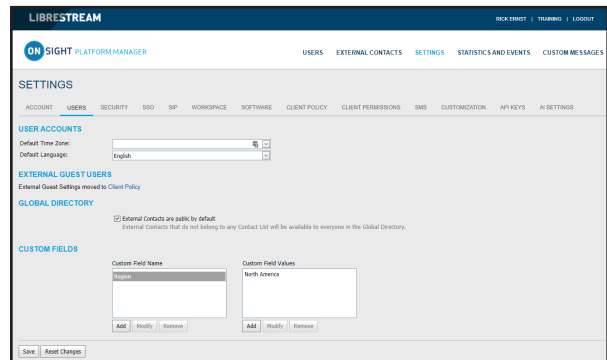 LIBRESTREAM
RICK ERNST | TRAINING | LOGOUT
ONSIGHT PLATFORM MANAGER
USERS EXTERNAL CONTACTS SETTINGS STATISTICS AND EVENTS CUSTOM MESSAGES
SETTINGS
ACCOUNT USERS SECURITY SSO SIP WORKSPACE SOFTWARE CLIENT POLICY CLIENT PERMISSIONS SMS CUSTOMIZATION API KEYS AI SETTINGS
USER ACCOUNTS
Default Time Zone:
Default Language: English
EXTERNAL GUEST USERS
External Guest Settings moved to Client Policy
GLOBAL DIRECTORY
External Contacts are public by default
External Contacts that do not belong to any Contact List will be available to everyone in the Global Directory.
CUSTOM FIELDS
Custom Field Name Custom Field Values
Region North America
Add Modify Remove Add Modify Remove
Save Reset Changes